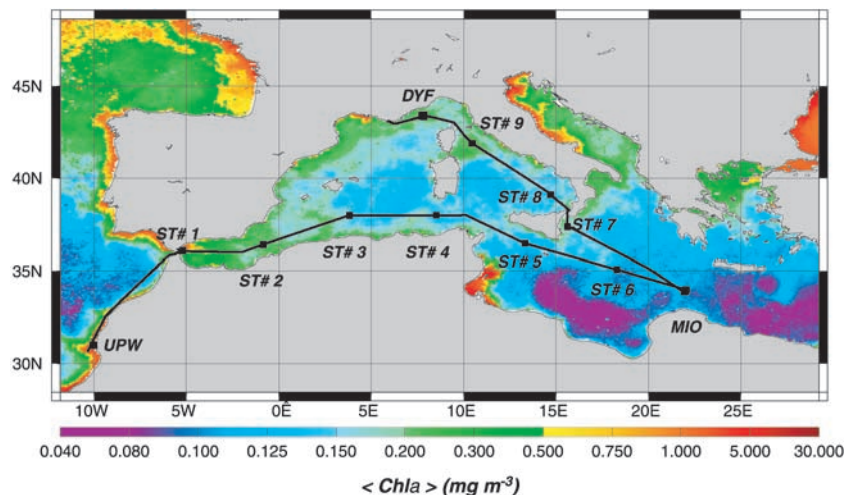 45N
40N
35N
30N
DYF
ST# 9
ST# 8
ST# 7
ST# 1
ST# 2
ST# 3
ST# 4
ST# 5
ST# 6
MIO
UPW
10W 5W 0E 5E 10E 15E 20E 25E
0.040 0.080 0.100 0.125 0.150 0.200 0.300 0.500 0.750 1.000 5.000 30.000
< Chla > (mg m⁻³)